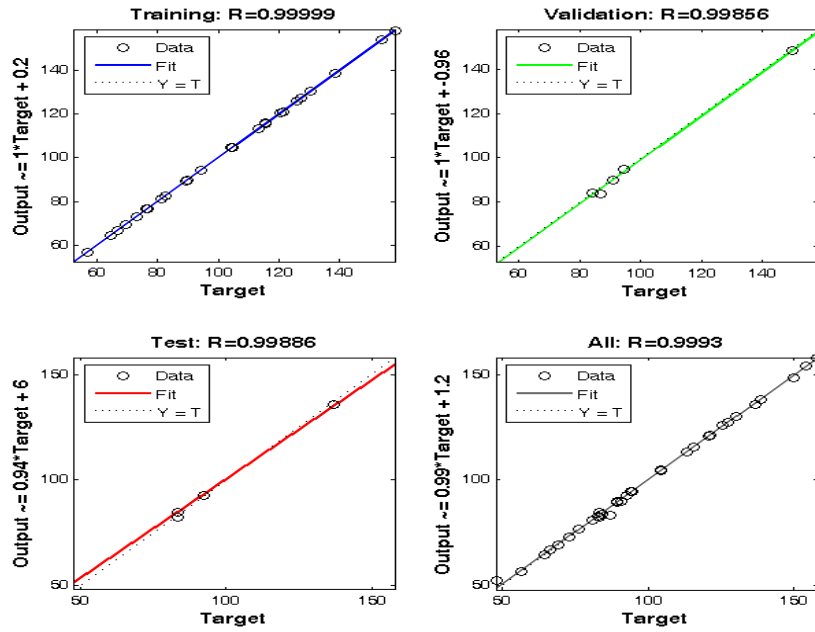 Training: R=0.99999
Output ~= 1*Target + 0.2
140
120
100
80
60
Data
Fit
Y = T
60 80 100 120 140
Target
Validation: R=0.99856
Output ~= 1*Target + -0.96
140
120
100
80
60
Data
Fit
Y = T
60 80 100 120 140
Target
Test: R=0.99886
Output ~= 0.94*Target + 6
150
100
50
Data
Fit
Y = T
50 100 150
Target
All: R=0.9993
Output ~= 0.99*Target + 1.2
150
100
50
Data
Fit
Y = T
50 100 150
Target